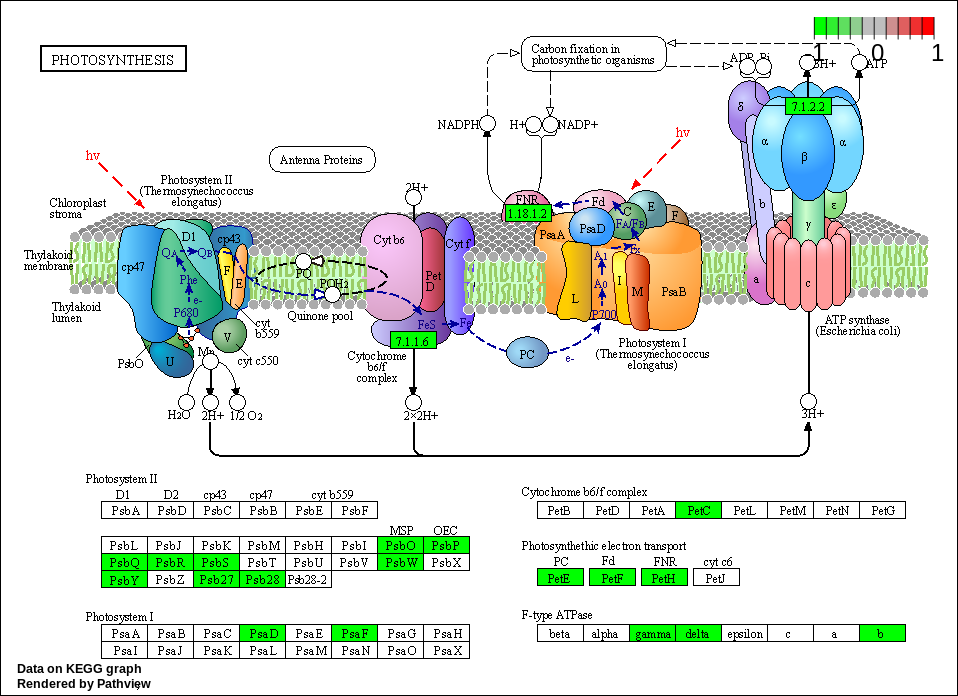 PHOTOSYNTHESIS
1 0 1
Carbon fixation in
photosynthetic organisms
ADP Pi
3H+
ATP
NADPH
H+
NADP+
hν
hν
Antenna Proteins
Photosystem II
(Thermosynechococcus
elongatus)
Chloroplast
stroma
Thylakoid
membrane
Thylakoid
lumen
D1
cp43
cp47
QA
QB
Phe
e-
P680
F
E
Mn
V
U
PsbO
cyt
b559
cyt c550
H2O
2H+
1/2 O2
PQ
PQH2
Quinone pool
2H+
Cyt b6
Cyt f
Pet
D
FeS
Fe
7.1.1.6
Cytochrome
b6/f
complex
2×2H+
PC
e-
FNR
1.18.1.2
Fd
PsaA
PsaD
C
E
F
FA/FB
Fx
A1
A0
P700
L
I
M
PsaB
Photosystem I
(Thermosynechococcus
elongatus)
7.1.2.2
δ
α
β
α
b
ε
γ
a
c
ATP synthase
(Escherichia coli)
3H+
Photosystem II
D1 D2 cp43 cp47 cyt b559
PsbA PsbD PsbC PsbB PsbE PsbF
MSP OEC
PsbL PsbJ PsbK PsbM PsbH PsbI PsbO PsbP
PsbQ PsbR PsbS PsbT PsbU PsbV PsbW PsbX
PsbY PsbZ Psb27 Psb28 Psb28-2
Photosystem I
PsaA PsaB PsaC PsaD PsaE PsaF PsaG PsaH
PsaI PsaJ PsaK PsaL PsaM PsaN PsaO PsaX
Cytochrome b6/f complex
PetB PetD PetA PetC PetL PetM PetN PetG
Photosynthethic electron transport
PC Fd FNR cyt c6
PetE PetF PetH PetJ
F-type ATPase
beta alpha gamma delta epsilon c a b
Data on KEGG graph
Rendered by Pathview